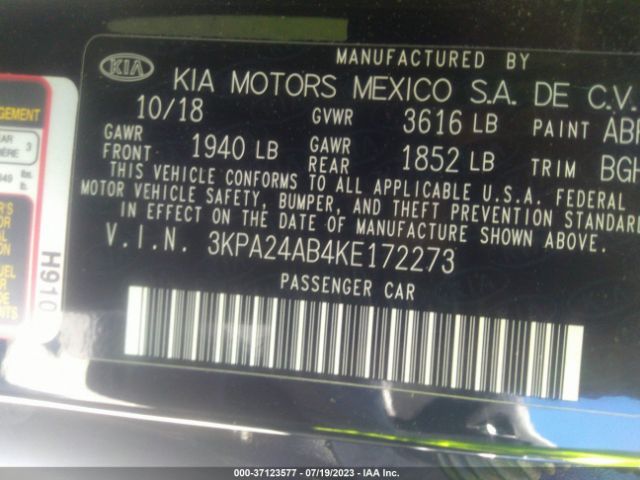 MANUFACTURED BY
KIA
KIA MOTORS MEXICO S.A. DE C.V.
10/18 GVWR 3616 LB PAINT
GAWR FRONT 1940 LB GAWR REAR 1852 LB TRIM
THIS VEHICLE CONFORMS TO ALL APPLICABLE U.S.A. FEDERAL
MOTOR VEHICLE SAFETY, BUMPER, AND THEFT PREVENTION STANDARD
IN EFFECT ON THE DATE OF MANUFACTURE SHOWN ABOVE.
V.I.N. 3KPA24AB4KE172273
PASSENGER CAR
H910
000-37123577 - 07/19/2023 - IAA Inc.